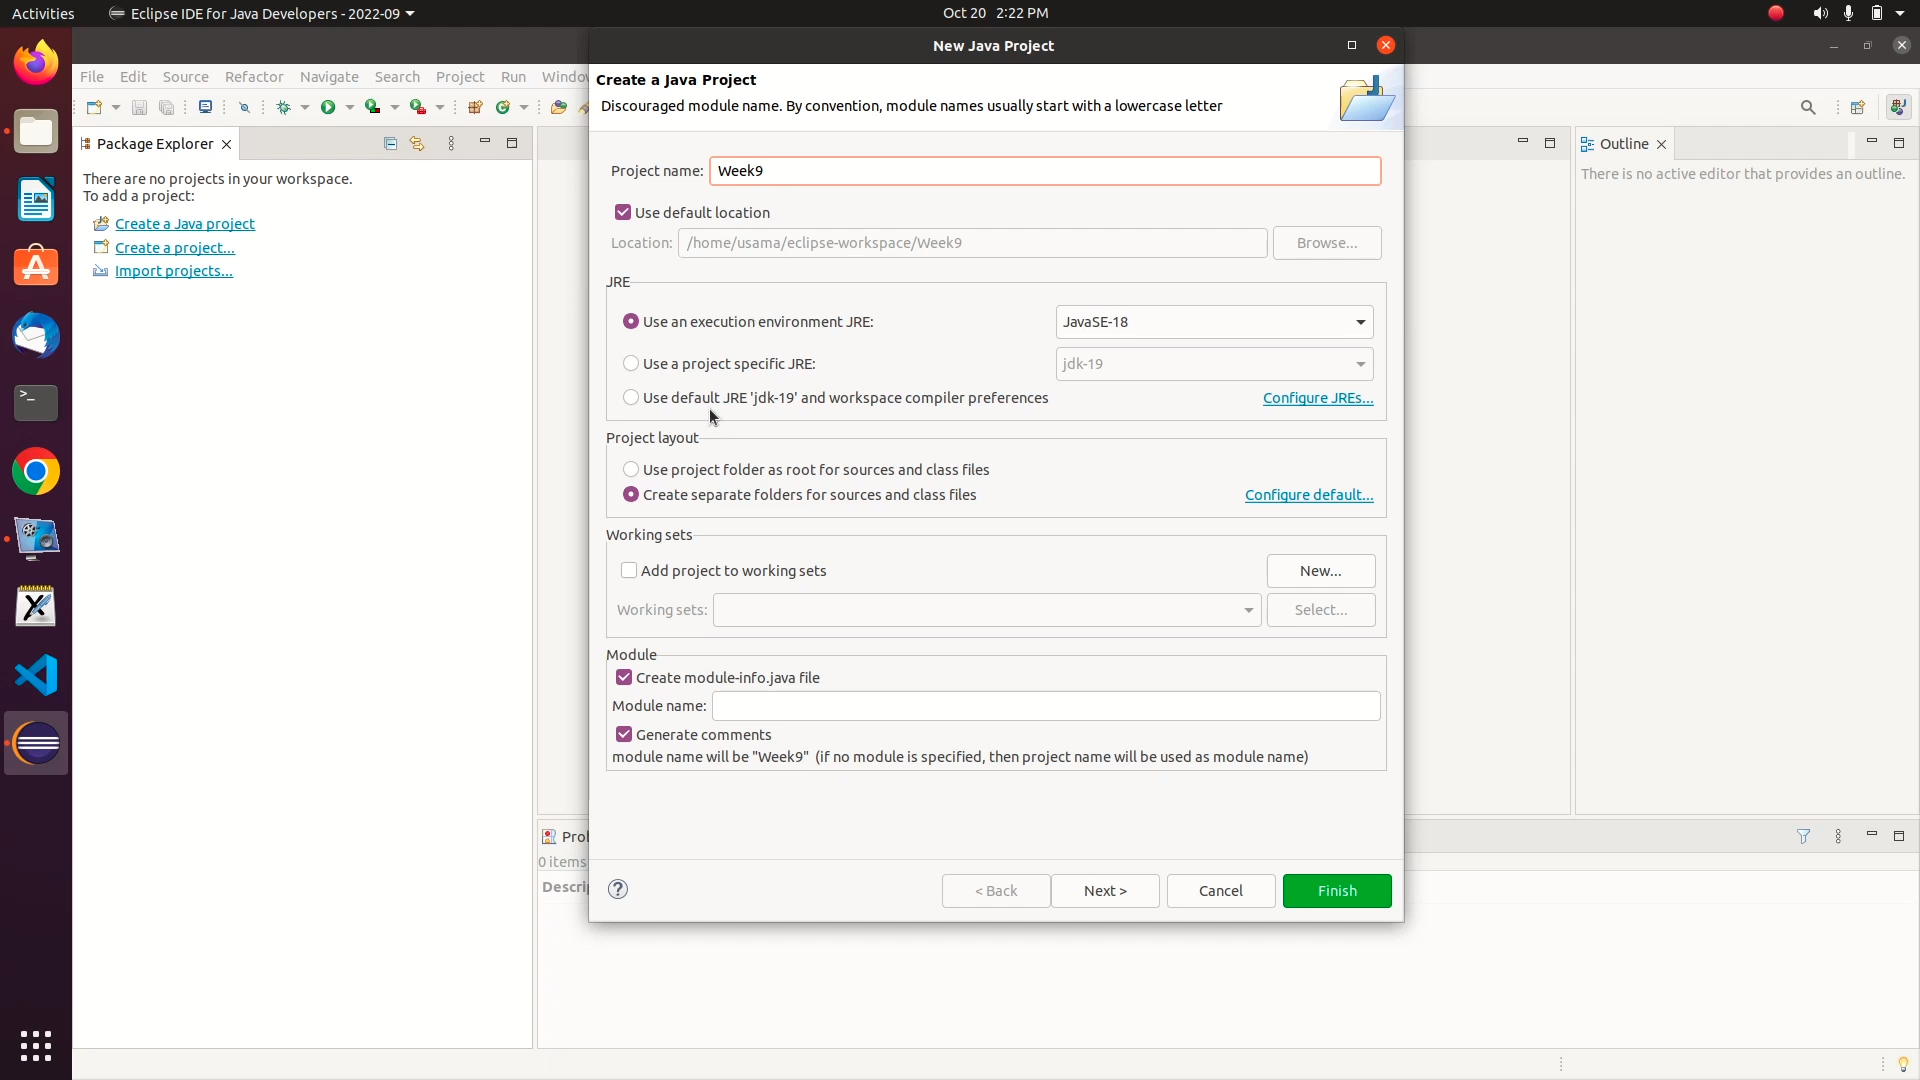 Activities
Eclipse IDE for Java Developers - 2022-09
Oct 20 2:22 PM
New Java Project
File Edit Source Refactor Navigate Search Project Run
Create a Java Project
Discouraged module name. By convention, module names usually start with a lowercase letter
Package Explorer
Outline
There are no projects in your workspace.
To add a project:
Create a Java project
Create a project...
Import projects...
There is no active editor that provides an outline.
Project name: Week9
Use default location
Location: /home/usama/eclipse-workspace/Week9 Browse...
JRE
Use an execution environment JRE: JavaSE-18
Use a project specific JRE: jdk-19
Use default JRE 'jdk-19' and workspace compiler preferences Configure JREs...
Project layout
Use project folder as root for sources and class files
Create separate folders for sources and class files Configure default...
Working sets
Add project to working sets New...
Working sets: Select...
Module
Create module-info.java file
Module name:
Generate comments
module name will be "Week9" (if no module is specified, then project name will be used as module name)
0 items
< Back Next > Cancel Finish